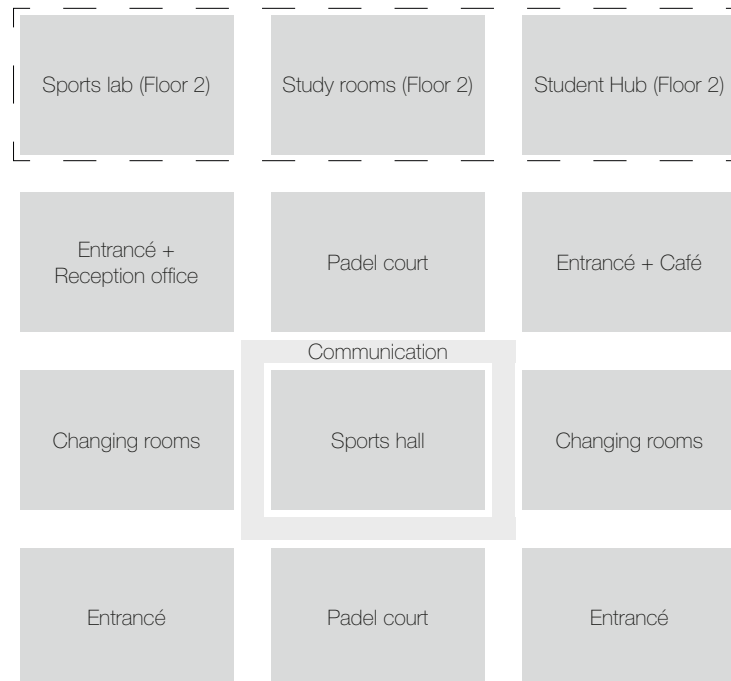 Sports lab (Floor 2)
Study rooms (Floor 2)
Student Hub (Floor 2)
Entrancé +
Reception office
Padel court
Entrancé + Café
Communication
Changing rooms
Sports hall
Changing rooms
Entrancé
Padel court
Entrancé